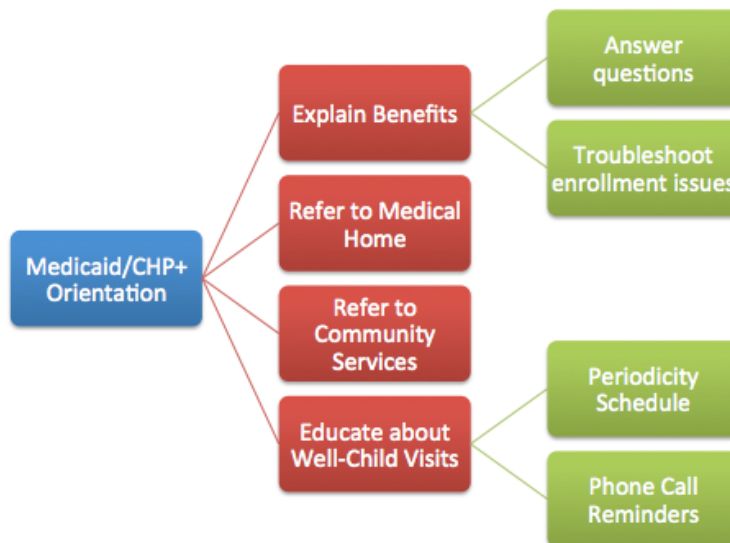 Medicaid/CHP+
Orientation
Explain Benefits
Answer
questions
Troubleshoot
enrollment issues
Refer to Medical
Home
Refer to
Community
Services
Educate about
Well-Child Visits
Periodicity
Schedule
Phone Call
Reminders